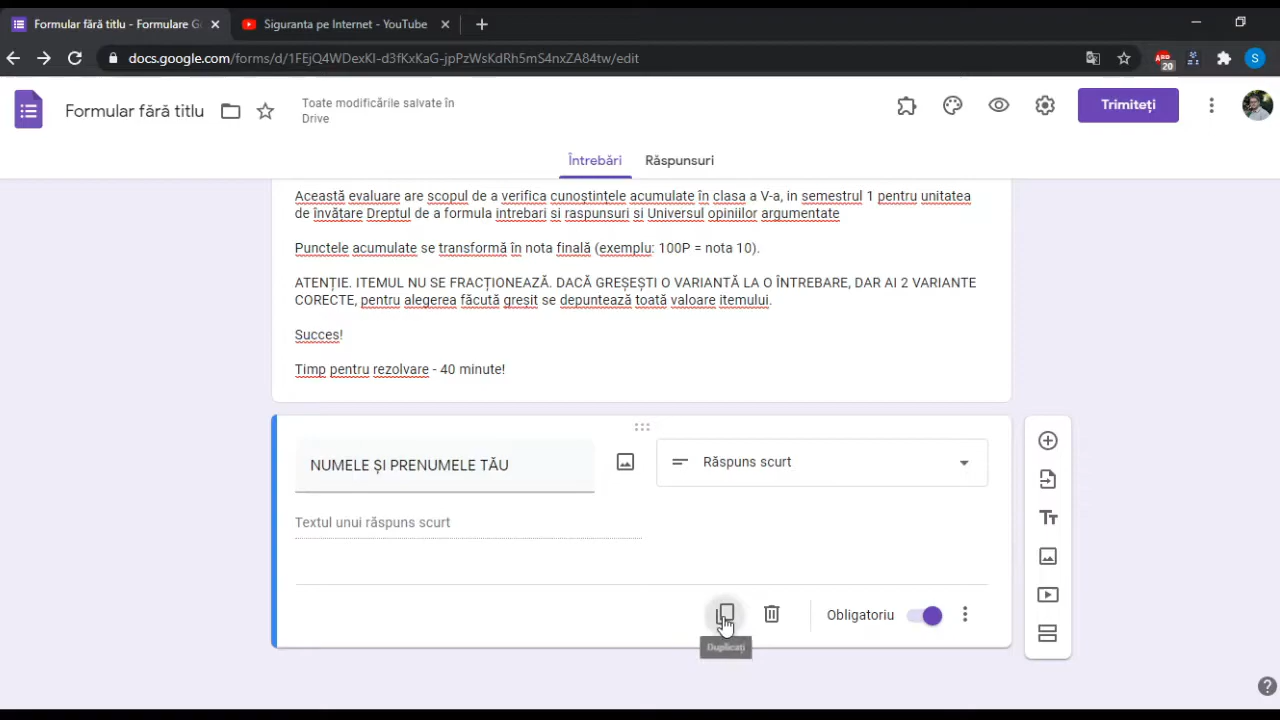 Formular fără titlu - Formulare G
Siguranta pe Internet - YouTube
docs.google.com/forms/d/1FEjQ4WDexKI-d3fKxKaG-jpPzWsKdRh5mS4nxZA84tw/edit
ABP
20
S
Formular fără titlu
Toate modificările salvate în
Drive
Trimiteți
Întrebări
Răspunsuri
Această evaluare are scopul de a verifica cunoștințele acumulate în clasa a V-a, in semestrul 1 pentru unitatea
de învătare Dreptul de a formula intrebari si raspunsuri si Universul opiniilor argumentate
Punctele acumulate se transformă în nota finală (exemplu: 100P = nota 10).
ATENȚIE. ITEMUL NU SE FRACȚIONEAZĂ. DACĂ GREȘEȘTI O VARIANTĂ LA O ÎNTREBARE, DAR AI 2 VARIANTE
CORECTE, pentru alegerea făcută greșit se depuntează toată valoare itemului.
Succes!
Timp pentru rezolvare - 40 minute!
NUMELE ȘI PRENUMELE TĂU
Răspuns scurt
Textul unui răspuns scurt
Obligatoriu
Duplicați